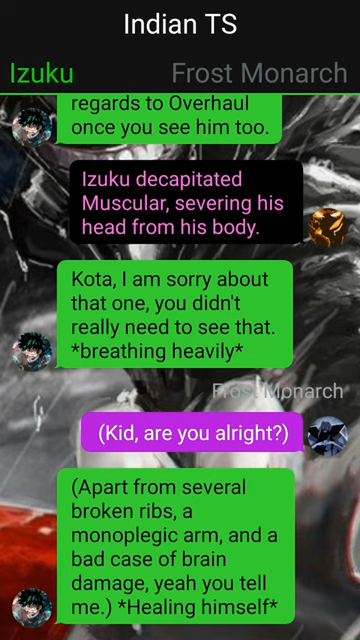 Indian TS
Izuku
Frost Monarch
regards to Overhaul
once you see him too.
Izuku decapitated
Muscular, severing his
head from his body.
Kota, I am sorry about
that one, you didn't
really need to see that.
*breathing heavily*
Frost Monarch
(Kid, are you alright?)
(Apart from several
broken ribs, a
monoplegic arm, and a
bad case of brain
damage, yeah you tell
me.) *Healing himself*